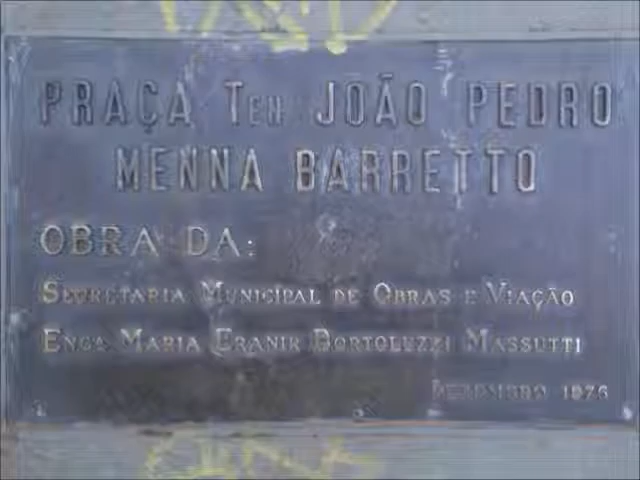 PRAÇA TEN JOÃO PEDRO
MENNA BARRETTO
OBRA DA:
SECRETARIA MUNICIPAL DE OBRAS E VIAÇÃO
ENGA MARIA ERANIR BORTOLUZZI MASSUTTI
DEZEMBRO 1976